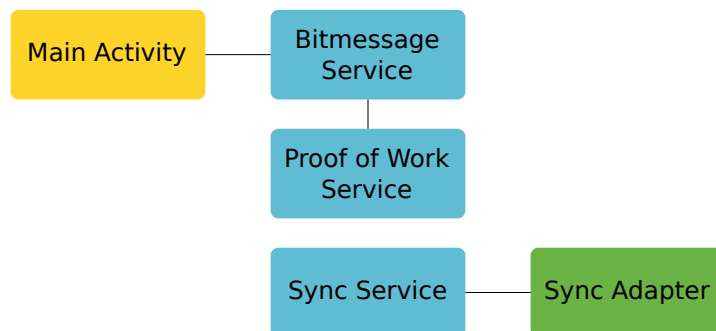 Main Activity
Bitmessage
Service
Proof of Work
Service
Sync Service
Sync Adapter